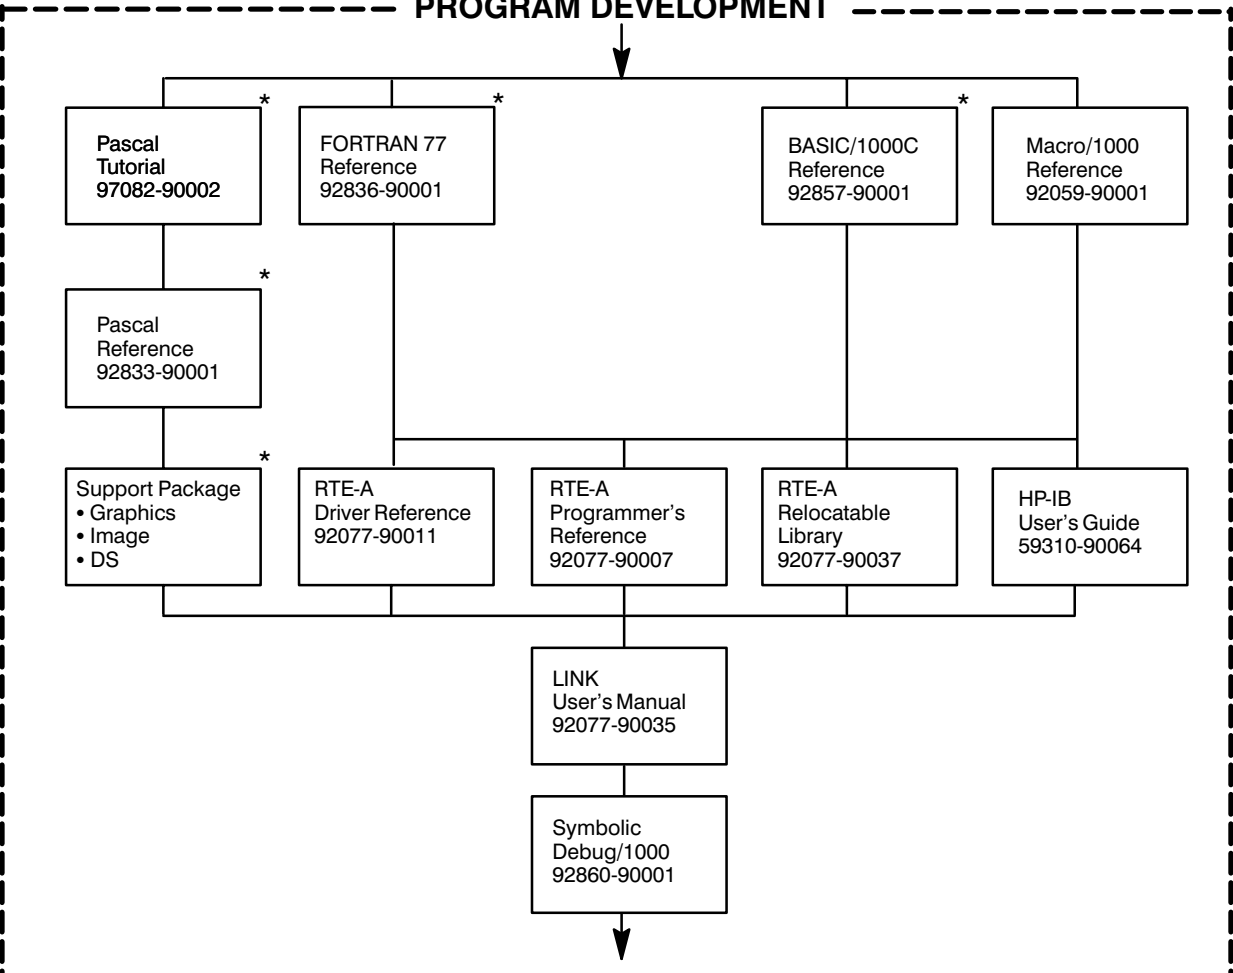 PROGRAM DEVELOPMENT
*
Pascal
Tutorial
97082-90002
*
FORTRAN 77
Reference
92836-90001
*
BASIC/1000C
Reference
92857-90001
Macro/1000
Reference
92059-90001
*
Pascal
Reference
92833-90001
*
Support Package
• Graphics
• Image
• DS
RTE-A
Driver Reference
92077-90011
RTE-A
Programmer's
Reference
92077-90007
RTE-A
Relocatable
Library
92077-90037
HP-IB
User's Guide
59310-90064
LINK
User's Manual
92077-90035
Symbolic
Debug/1000
92860-90001